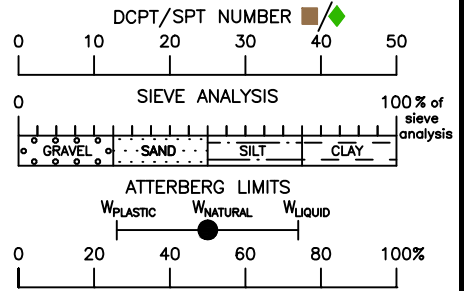 DCPT/SPT NUMBER /
0 10 20 30 40 50
SIEVE ANALYSIS
0 100 % of
sieve
analysis
GRAVEL SAND SILT CLAY
ATTERBERG LIMITS
WPLASTIC WNATURAL WLIQUID
0 20 40 60 80 100%